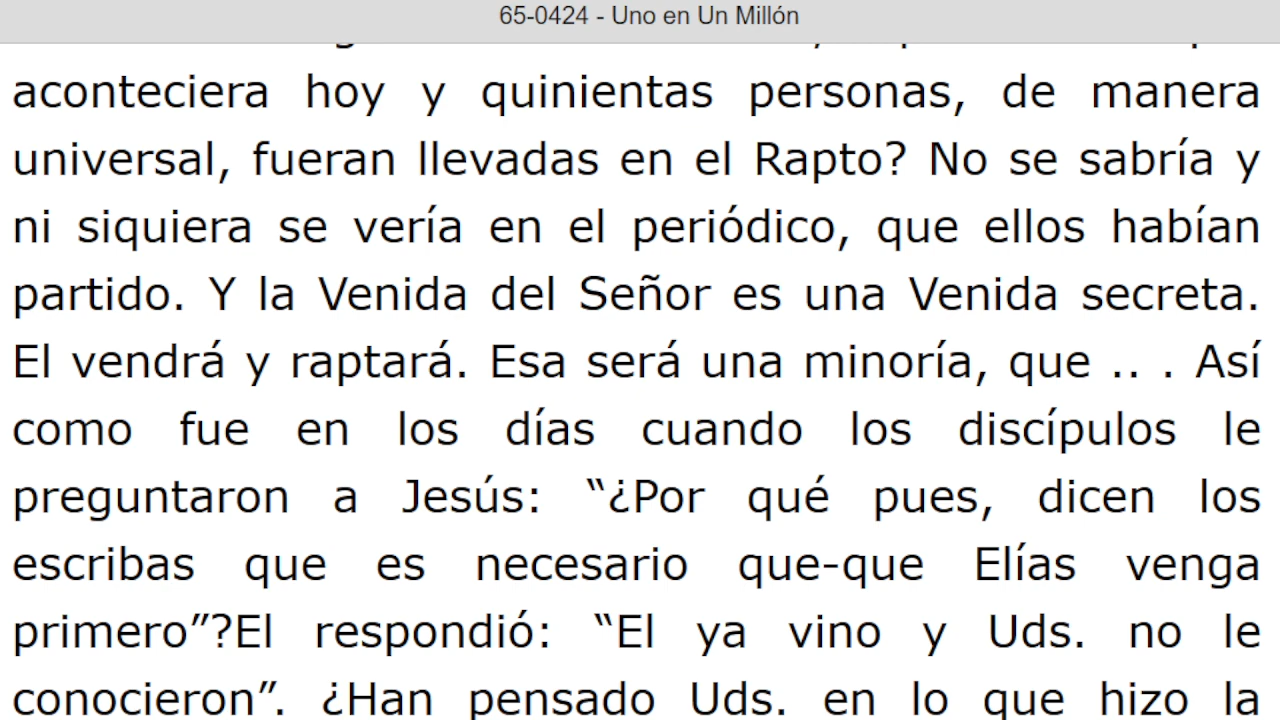 65-0424 - Uno en Un Millón
aconteciera hoy y quinientas personas, de manera
universal, fueran llevadas en el Rapto? No se sabría y
ni siquiera se vería en el periódico, que ellos habían
partido. Y la Venida del Señor es una Venida secreta.
El vendrá y raptará. Esa será una minoría, que .. . Así
como fue en los días cuando los discípulos le
preguntaron a Jesús: “¿Por qué pues, dicen los
escribas que es necesario que-que Elías venga
primero”?El respondió: “El ya vino y Uds. no le
conocieron”. ¿Han pensado Uds. en lo que hizo la